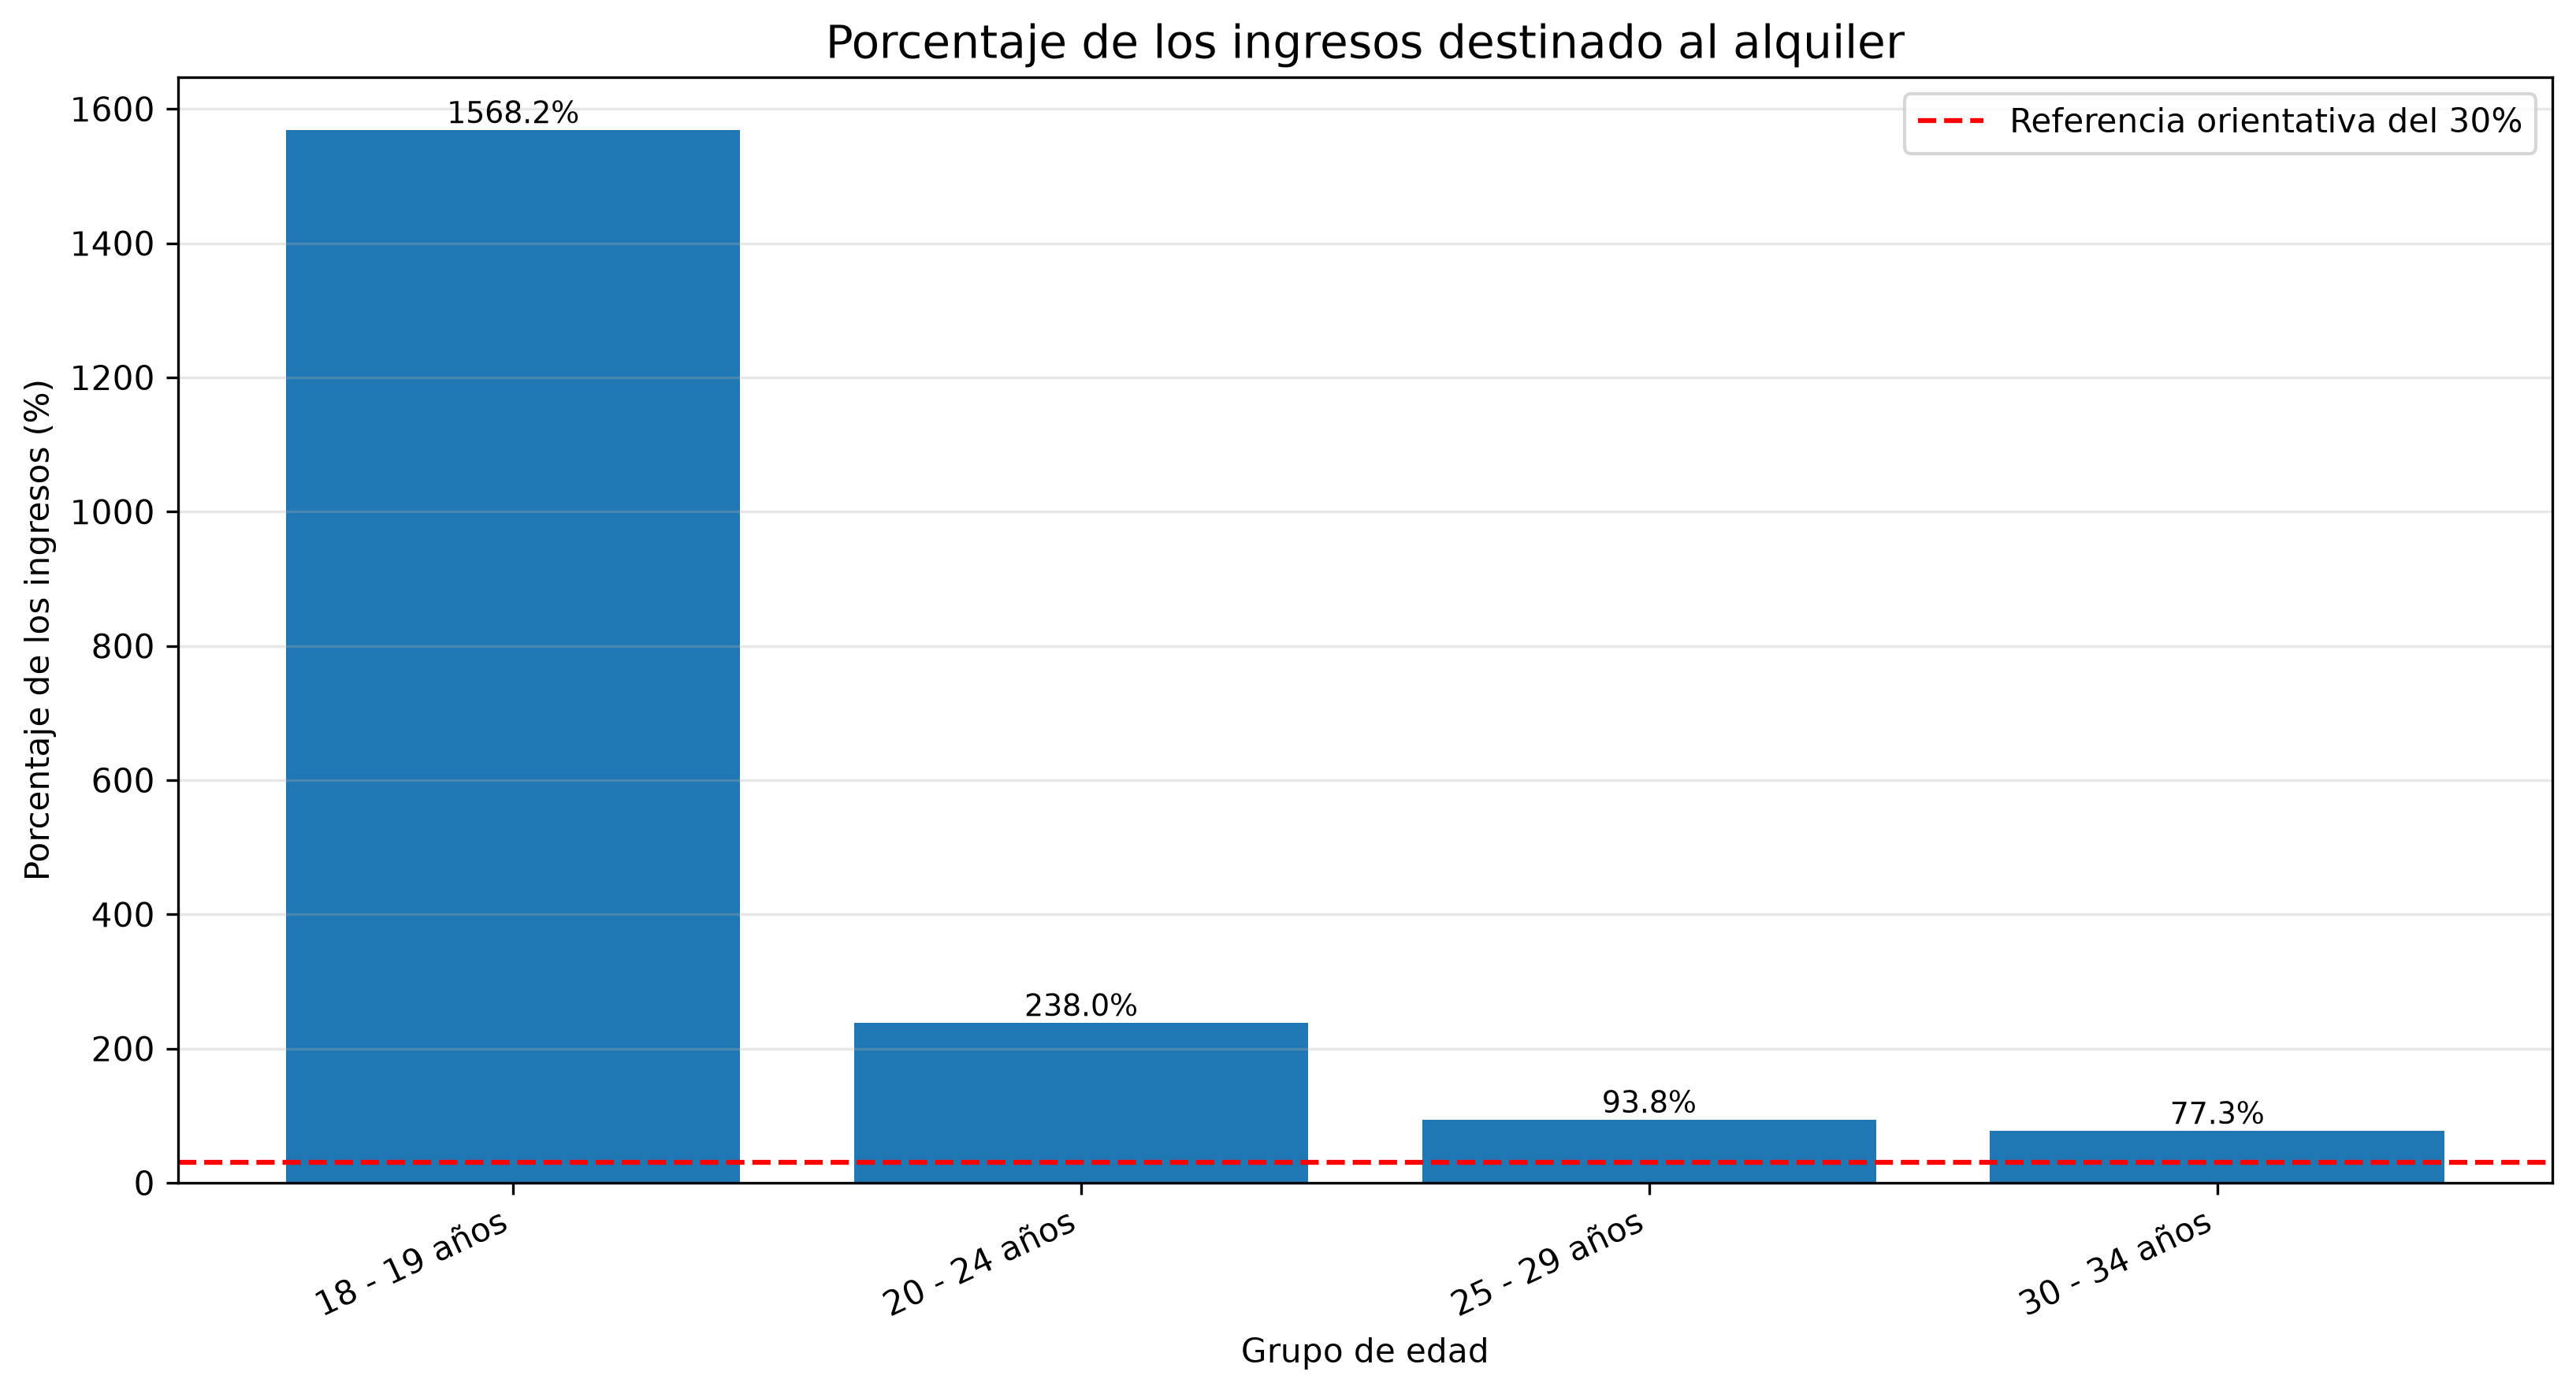 Porcentaje de los ingresos destinado al alquiler
Referencia orientativa del 30%
Porcentaje de los ingresos (%)
1600
1400
1200
1000
800
600
400
200
0
1568.2%
238.0%
93.8%
77.3%
18 - 19 años
20 - 24 años
25 - 29 años
30 - 34 años
Grupo de edad